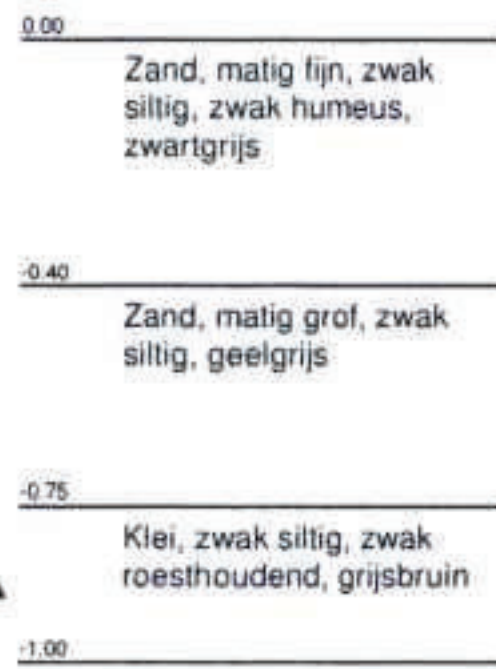 0.00
Zand, matig fijn, zwak
siltig, zwak humeus,
zwartgrijs
-0.40
Zand, matig grof, zwak
siltig, geelgrijs
-0.75
Klei, zwak siltig, zwak
roesthoudend, grijsbruin
-1.00